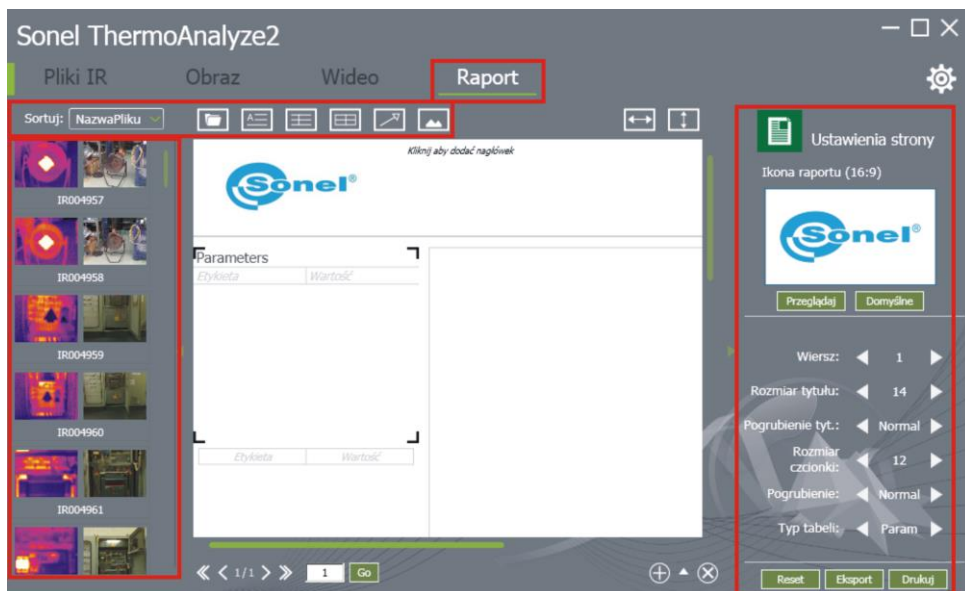 Sonel ThermoAnalyze2
Pliki IR Obraz Wideo Raport
Sortuj: NazwaPliku
IR004957
IR004958
IR004959
IR004960
IR004961
Kliknij aby dodać nagłówek
Sonel®
Parameters
Etykieta Wartość
Etykieta Wartość
1/1 1 Go
Ustawienia strony
Ikona raportu (16:9)
Sonel®
Przeglądaj Domyślne
Wiersz: 1
Rozmiar tytułu: 14
Pogrubienie tyt.: Normal
Rozmiar
czcionki: 12
Pogrubienie: Normal
Typ tabeli: Param
Reset Eksport Drukuj